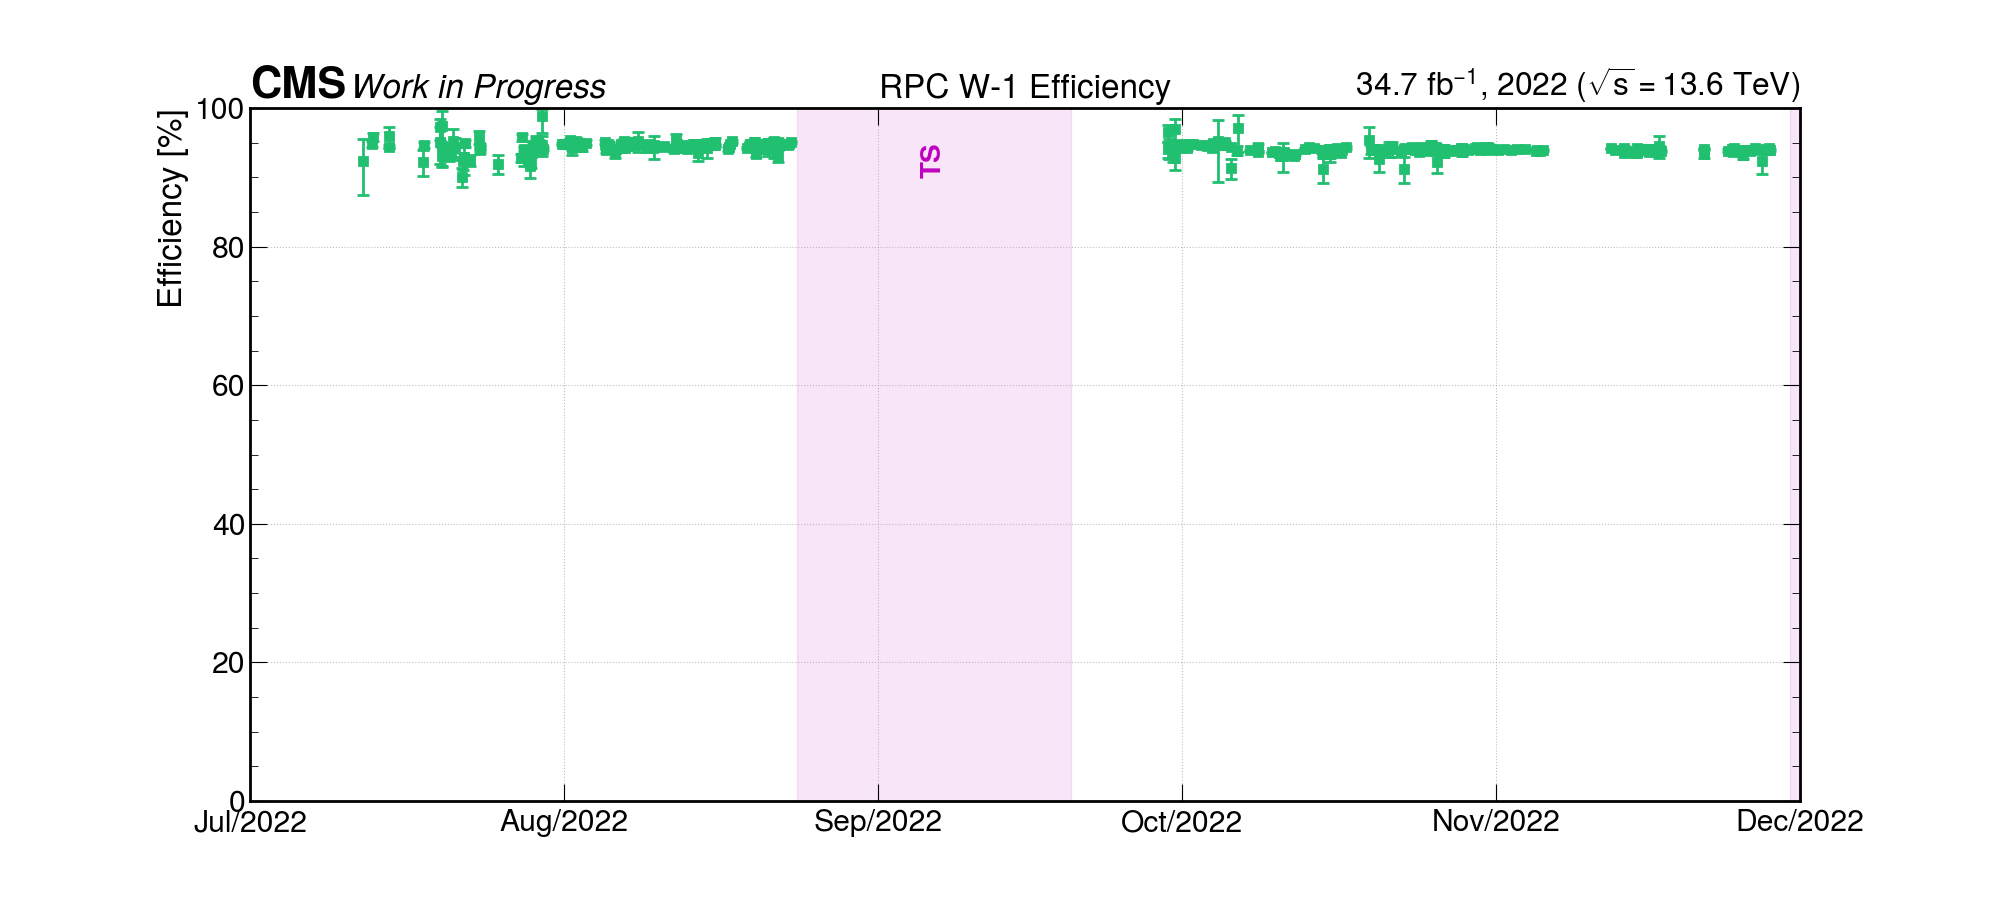 CMS Work in Progress RPC W-1 Efficiency 34.7 fb⁻¹, 2022 (√s = 13.6 TeV)
Efficiency [%]
100
80
60
40
20
0
TS
Jul/2022 Aug/2022 Sep/2022 Oct/2022 Nov/2022 Dec/2022